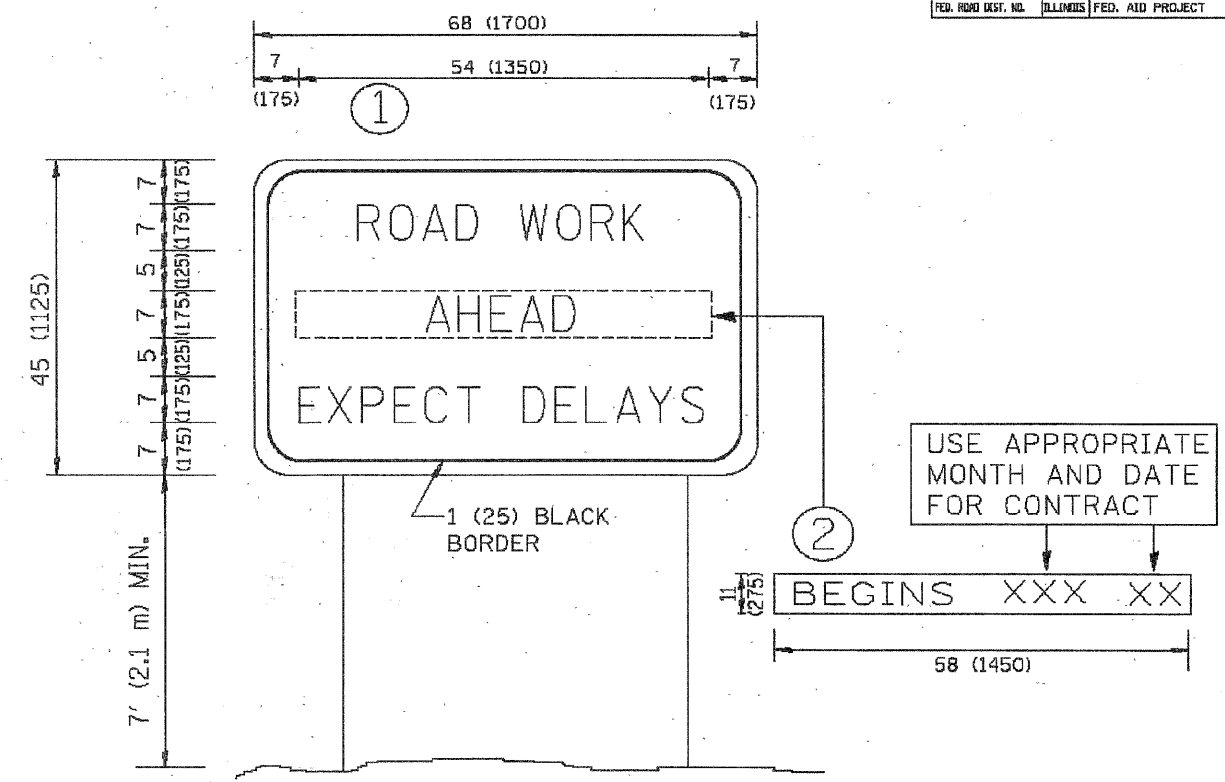 FED. ROAD DIST. NO. ILLINOIS FED. AID PROJECT
68 (1700)
7 54 (1350) 7
(175) (175)
1
45 (1125)
7 (175)
7 (175)
5 (125)
7 (175)
5 (125)
7 (175)
7 (175)
ROAD WORK
AHEAD
EXPECT DELAYS
1 (25) BLACK
BORDER
7' (2.1 m) MIN.
USE APPROPRIATE
MONTH AND DATE
FOR CONTRACT
2
11 (275)
BEGINS XXX XX
58 (1450)